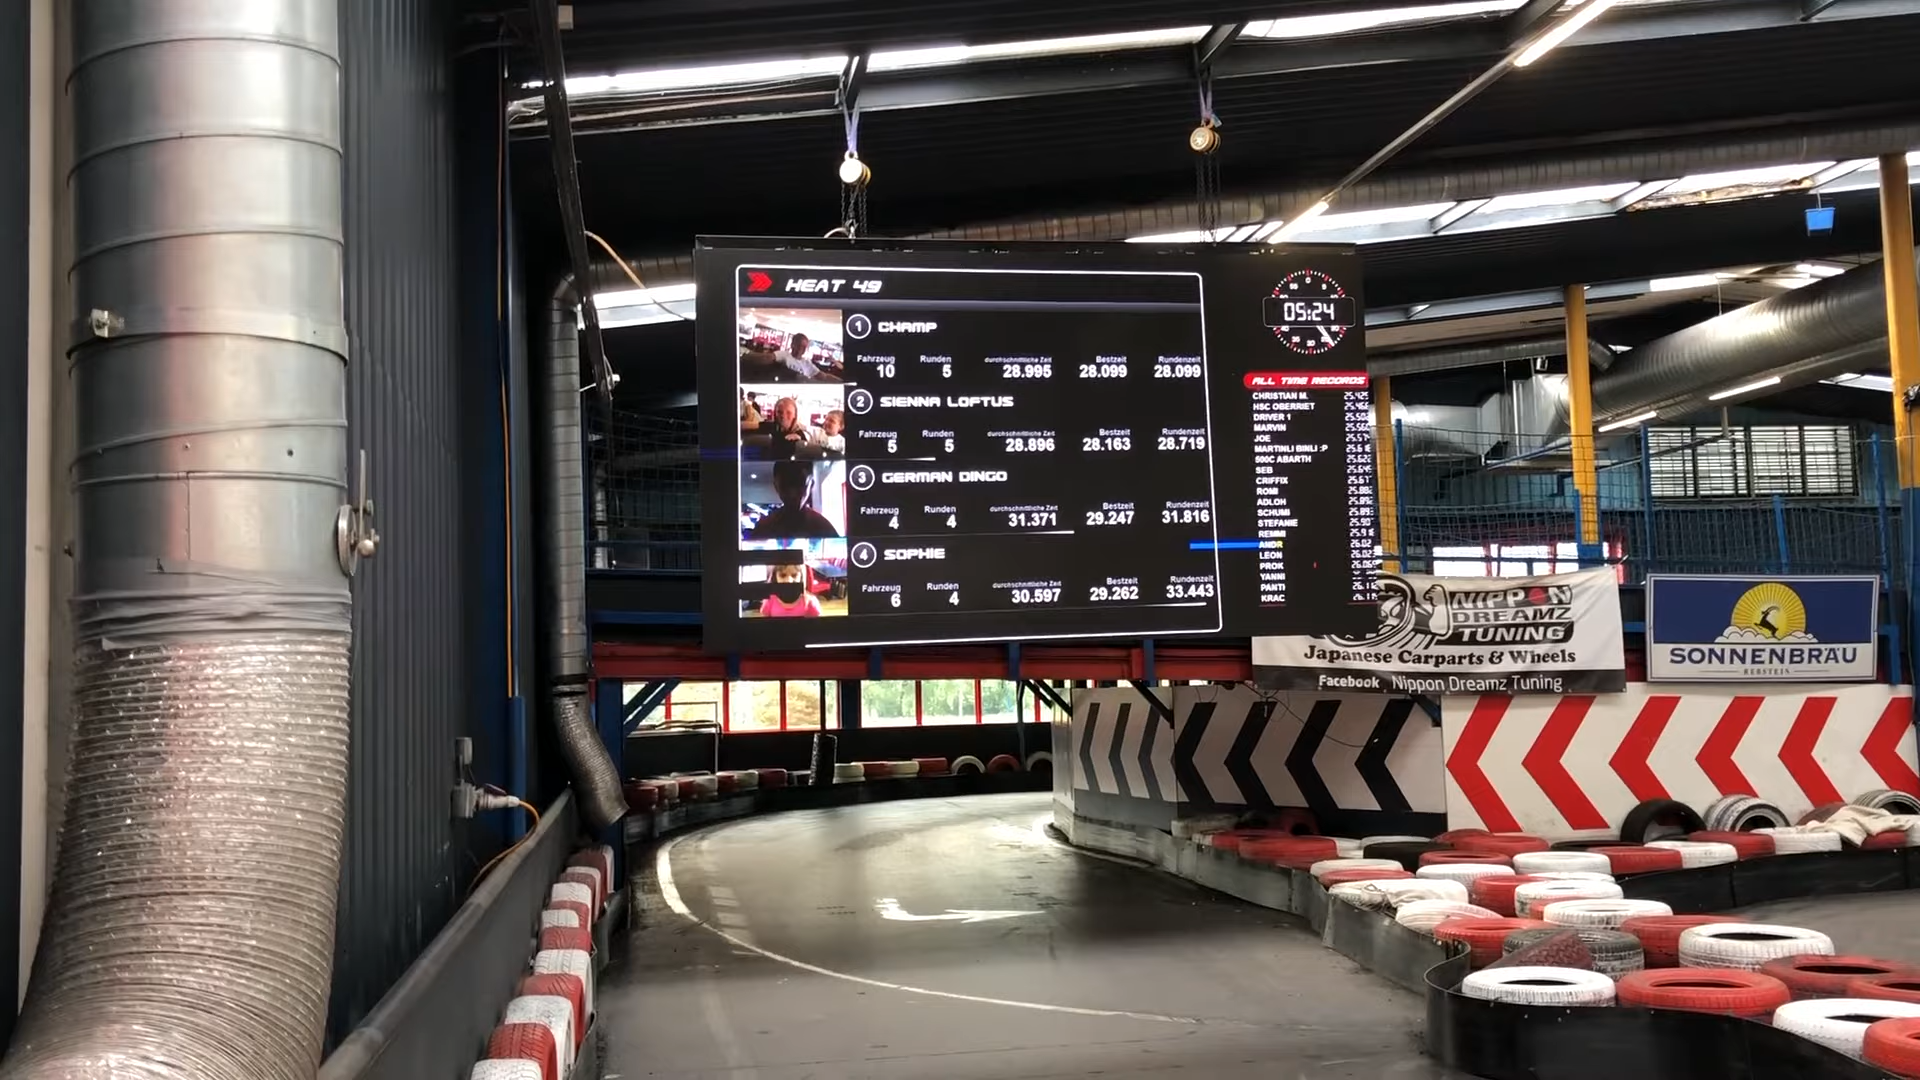 HEAT 49
1 CHAMP
Fahrzeug Runden durchschnittliche Zeit Bestzeit Rundenzeit
10 5 28.995 28.099 28.099
2 SIENNA LOFTUS
Fahrzeug Runden durchschnittliche Zeit Bestzeit Rundenzeit
5 5 28.896 28.163 28.719
3 GERMAN DINGO
Fahrzeug Runden durchschnittliche Zeit Bestzeit Rundenzeit
4 4 31.371 29.247 31.816
4 SOPHIE
Fahrzeug Runden durchschnittliche Zeit Bestzeit Rundenzeit
6 4 30.597 29.262 33.443
05:24
ALL TIME RECORDS
CHRISTIAN M.
HSC OBERRIET
DRIVER 1
MARVIN
JOE
MARTINLI BINLI :P
500C ABARTH
SEB
CRIFFIX
ROMI
ADLOH
SCHUMI
STEFANIE
REMMI
ANDR
LEON
PROK
YANNI
PANTI
KRAC
NIPPON
DREAMZ
TUNING
Japanese Carparts & Wheels
Facebook Nippon Dreamz Tuning
SONNENBRÄU
REBSTEIN